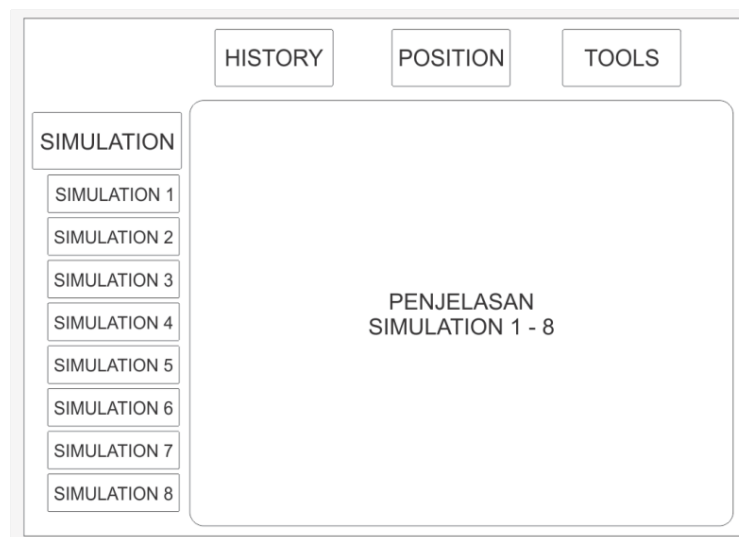 HISTORY
POSITION
TOOLS
SIMULATION
SIMULATION 1
SIMULATION 2
SIMULATION 3
SIMULATION 4
SIMULATION 5
SIMULATION 6
SIMULATION 7
SIMULATION 8
PENJELASAN
SIMULATION 1 - 8